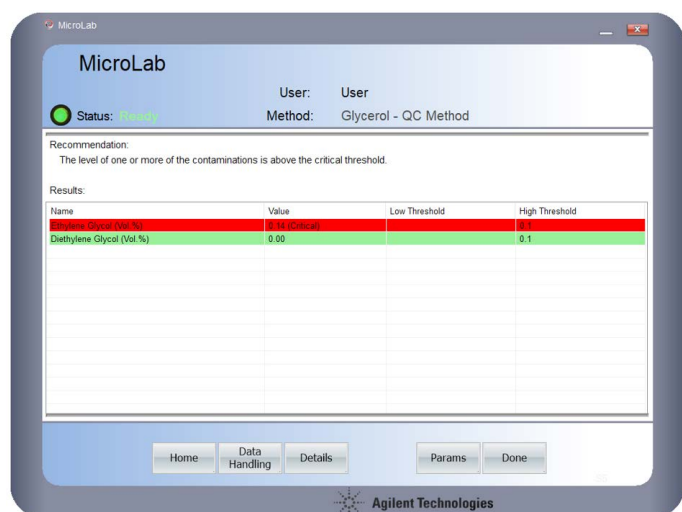 MicroLab
MicroLab
User: User
Status: Ready Method: Glycerol - QC Method
Recommendation:
The level of one or more of the contaminations is above the critical threshold.
Results:
Name Value Low Threshold High Threshold
Ethylene Glycol (Vol.%) 0.14 (Critical) 0.1
Diethylene Glycol (Vol.%) 0.00 0.1
Home Data Handling Details Params Done
Agilent Technologies